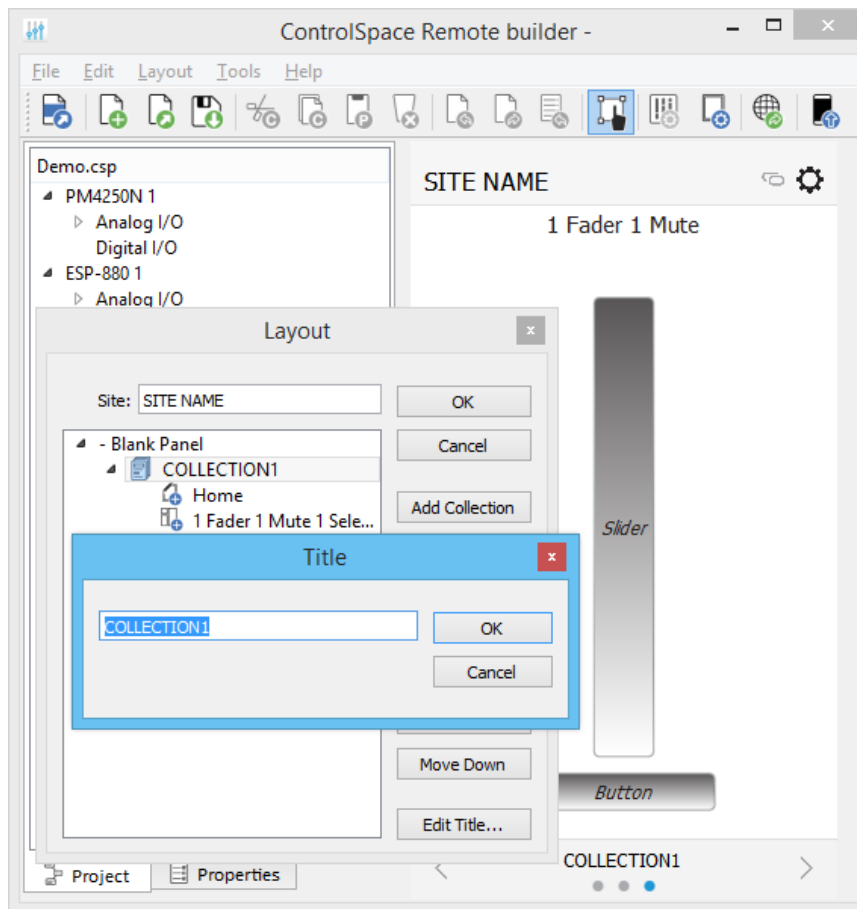 ControlSpace Remote builder -
File Edit Layout Tools Help
Demo.csp
PM4250N 1
Analog I/O
Digital I/O
ESP-880 1
Analog I/O
SITE NAME
1 Fader 1 Mute
Slider
Button
COLLECTION1
Layout
Site: SITE NAME
OK
Cancel
Add Collection
- Blank Panel
COLLECTION1
Home
1 Fader 1 Mute 1 Sele...
Title
COLLECTION1
OK
Cancel
Move Down
Edit Title...
Project
Properties